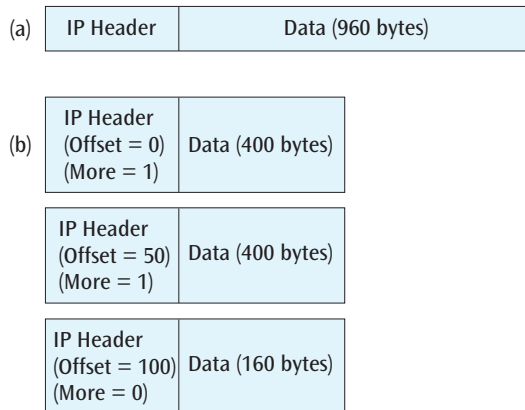 (a) IP Header Data (960 bytes)
(b)
IP Header
(Offset = 0)
(More = 1)
Data (400 bytes)
IP Header
(Offset = 50)
(More = 1)
Data (400 bytes)
IP Header
(Offset = 100)
(More = 0)
Data (160 bytes)